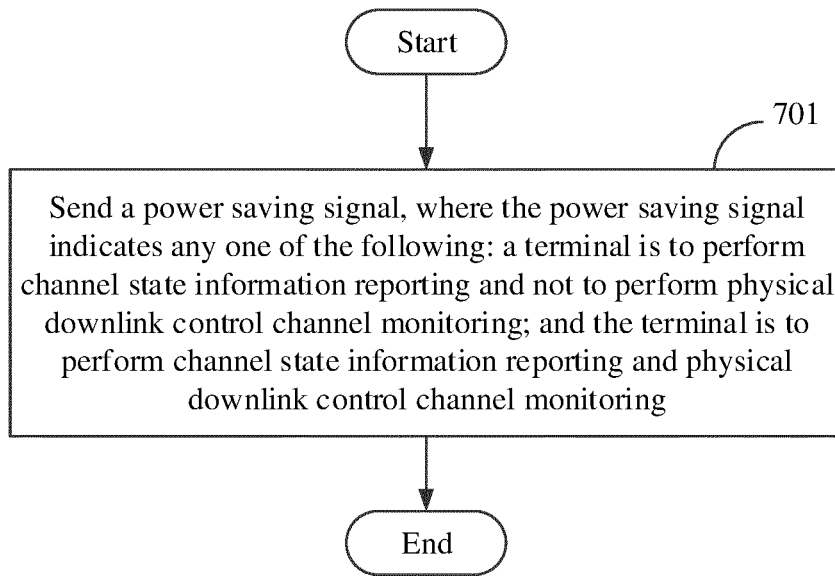 Start
701
Send a power saving signal, where the power saving signal
indicates any one of the following: a terminal is to perform
channel state information reporting and not to perform physical
downlink control channel monitoring; and the terminal is to
perform channel state information reporting and physical
downlink control channel monitoring
End